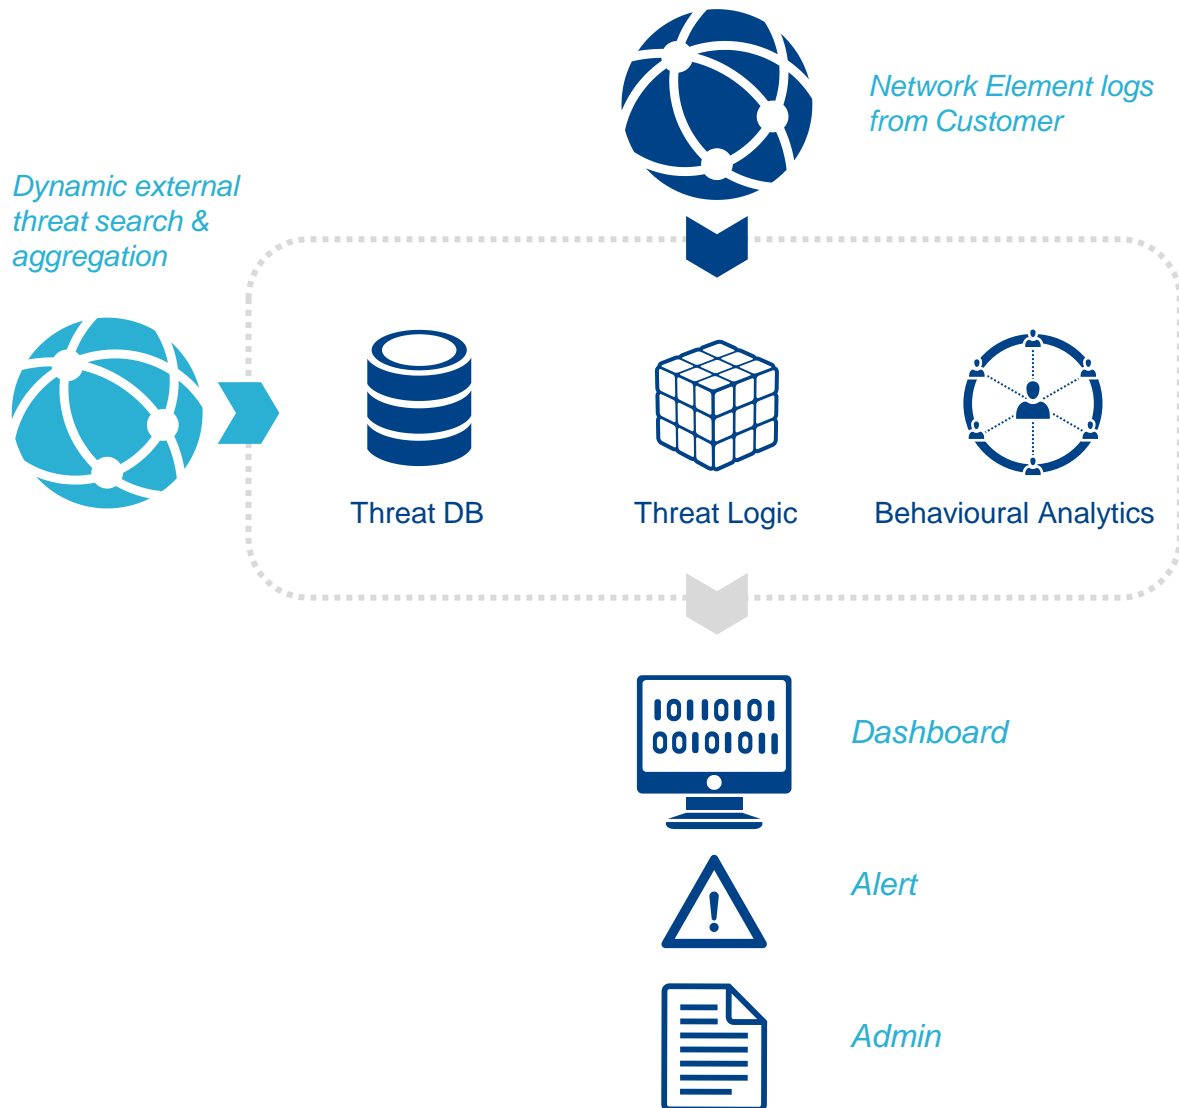 Network Element logs
from Customer
Dynamic external
threat search &
aggregation
Threat DB
Threat Logic
Behavioural Analytics
10110101
00101011
Dashboard
Alert
!
Admin